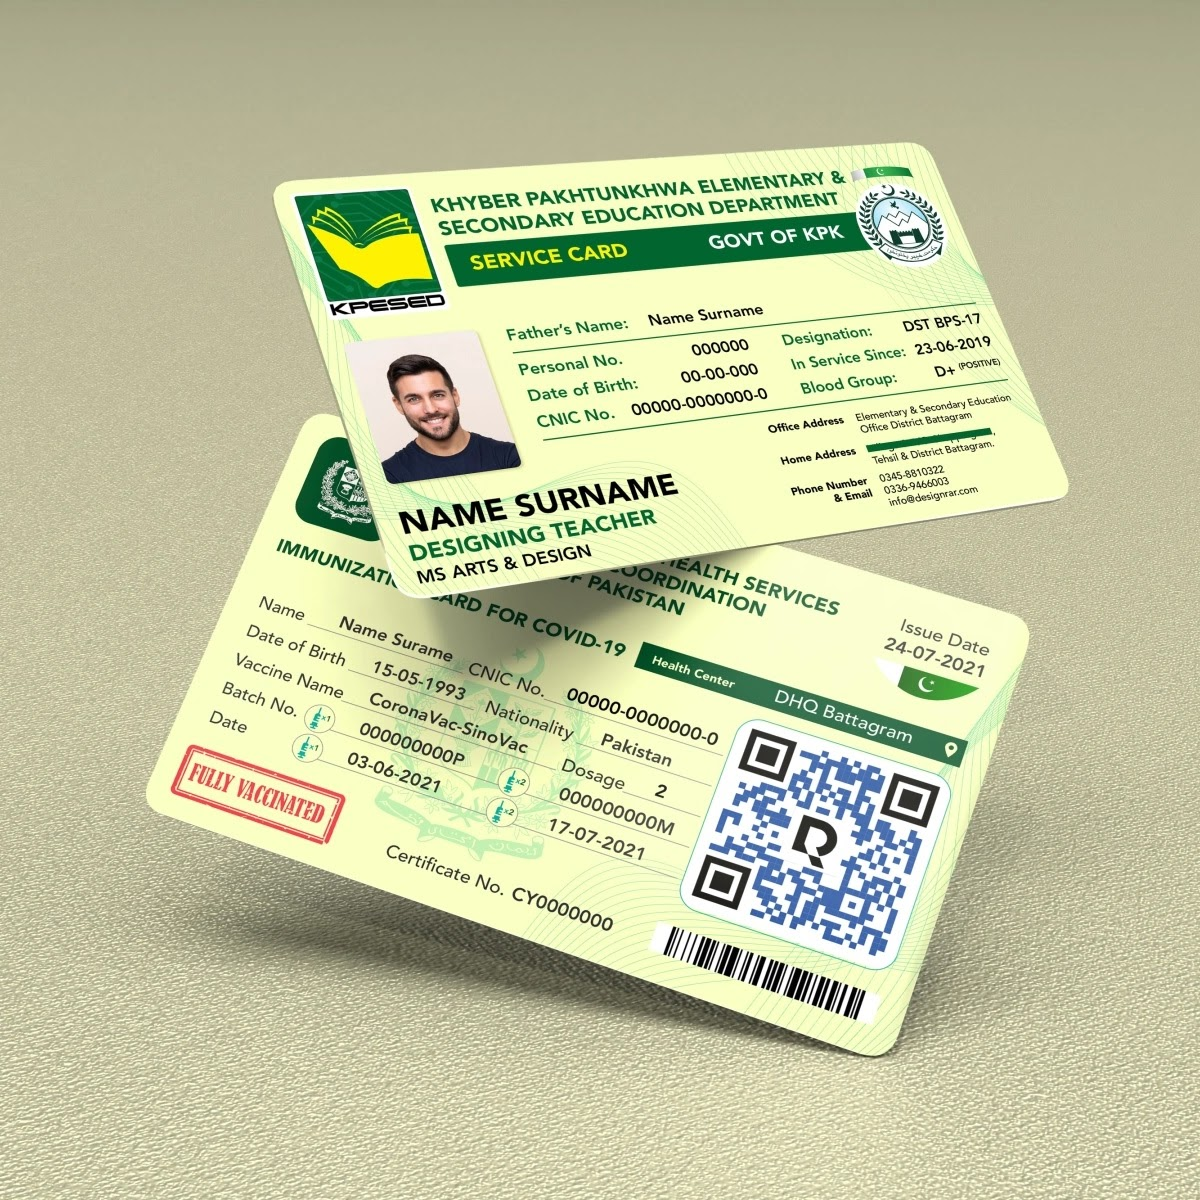 KHYBER PAKHTUNKHWA ELEMENTARY &
SECONDARY EDUCATION DEPARTMENT
SERVICE CARD GOVT OF KPK
KPESED
Father's Name: Name Surname
Personal No. 000000
Designation: DST BPS-17
Date of Birth: 00-00-000
In Service Since: 23-06-2019
CNIC No. 00000-0000000-0
Blood Group: D+ (POSITIVE)
Office Address Elementary & Secondary Education
Office District Battagram
Home Address
Tehsil & District Battagram.
Phone Number
& Email
0345-8810322
0336-9466003
info@designrar.com
NAME SURNAME
DESIGNING TEACHER
MS ARTS & DESIGN
HEALTH SERVICES
COORDINATION
OF PAKISTAN
IMMUNIZATI CARD FOR COVID-19
Issue Date
24-07-2021
Health Center DHQ Battagram
Name Name Surame
CNIC No. 00000-0000000-0
Date of Birth 15-05-1993
Nationality Pakistan
Vaccine Name CoronaVac-SinoVac
Dosage 2
Batch No. x1 000000000P
x2 000000000M
Date x1 03-06-2021
x2 17-07-2021
FULLY VACCINATED
Certificate No. CY0000000